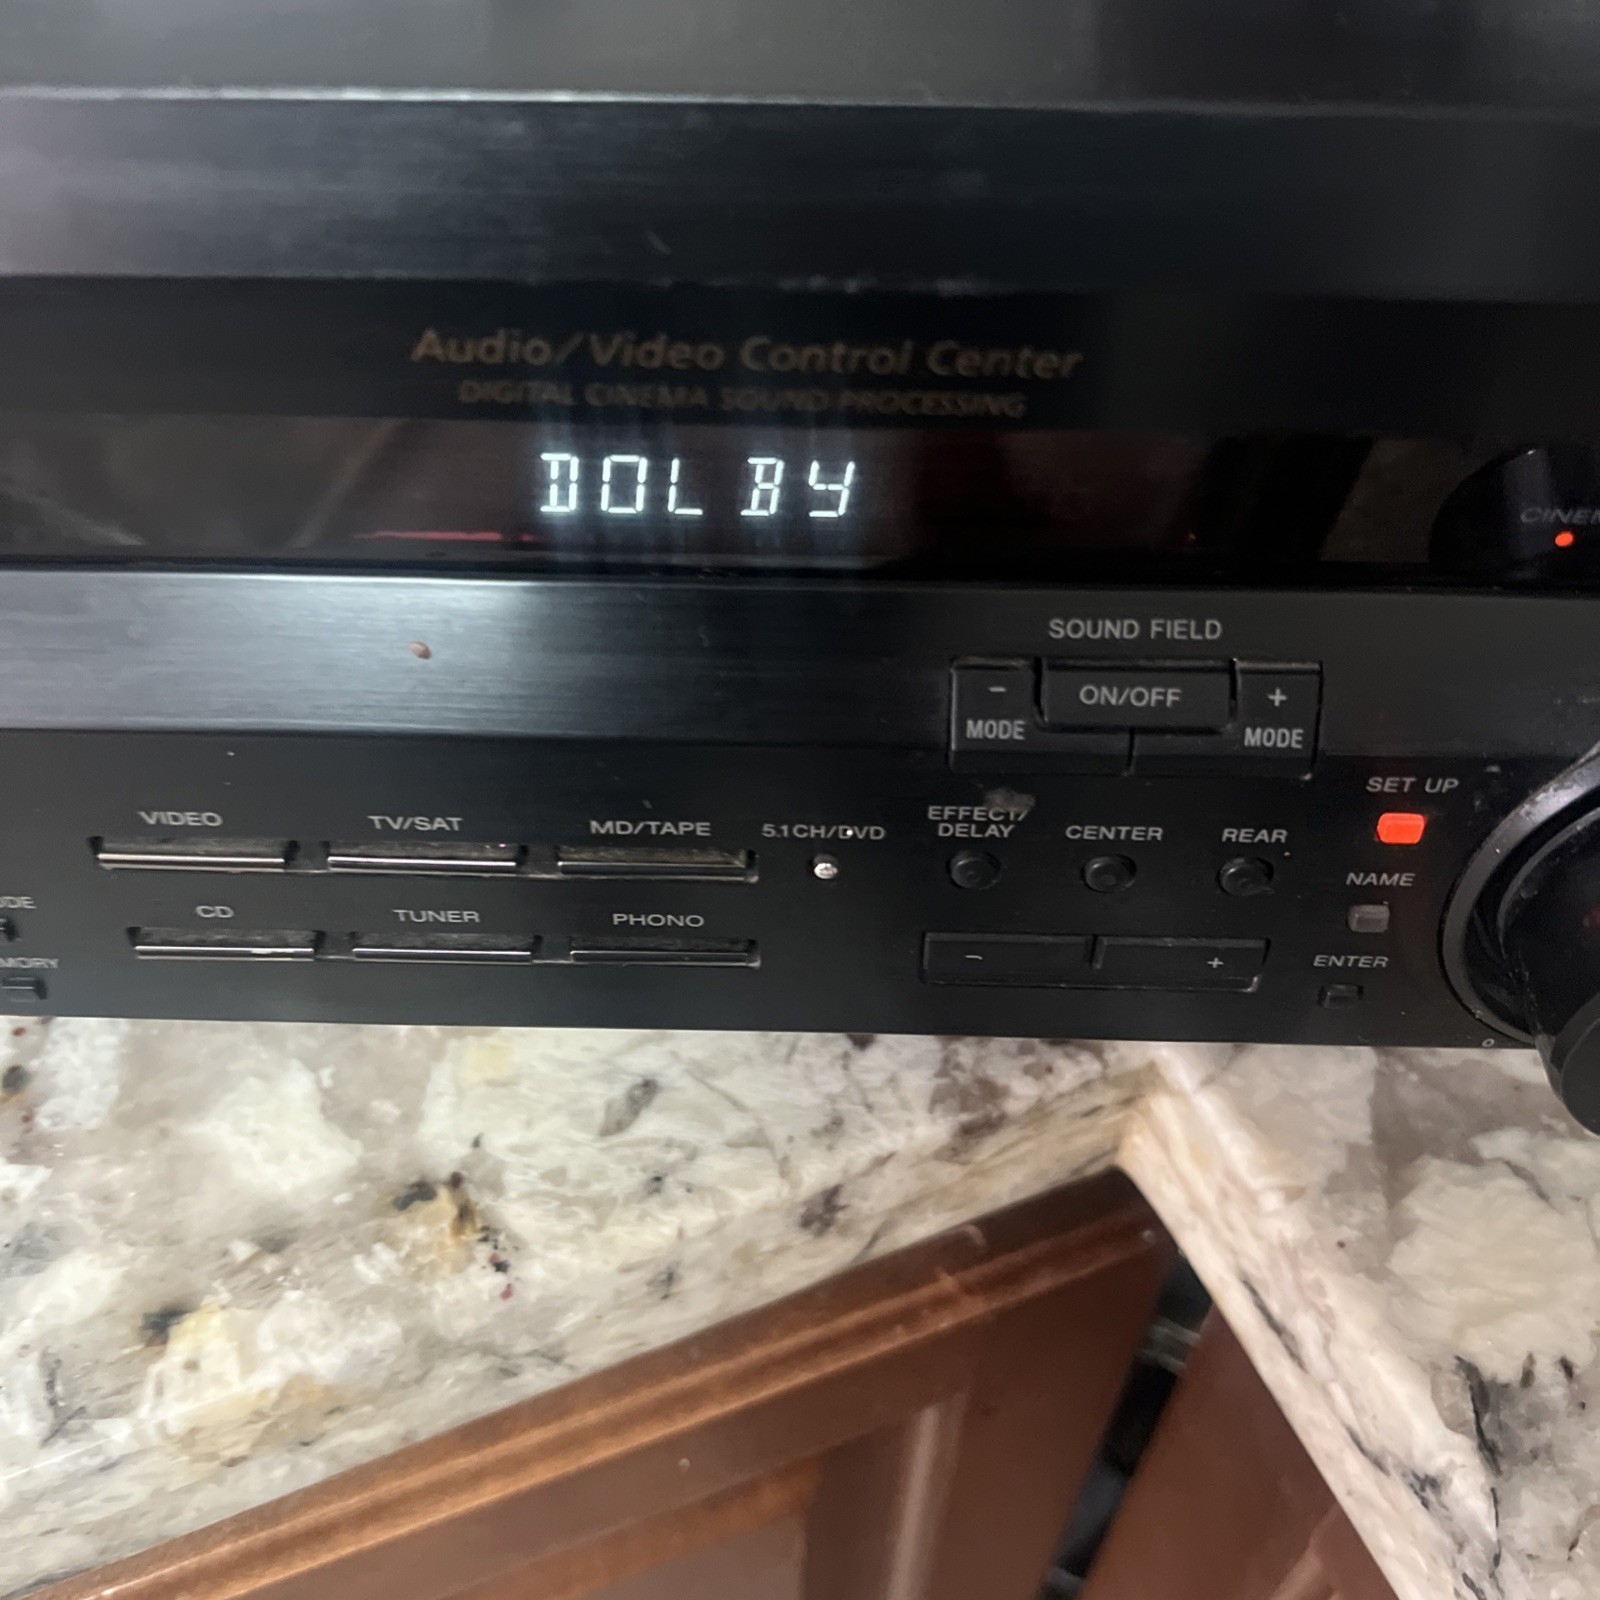 Audio/Video Control Center
DIGITAL CINEMA SOUND PROCESSING
DOLBY
SOUND FIELD
− ON/OFF +
MODE MODE
SET UP
VIDEO TV/SAT MD/TAPE 5.1CH/DVD EFFECT/DELAY CENTER REAR
NAME
CD TUNER PHONO
− +
ENTER
0